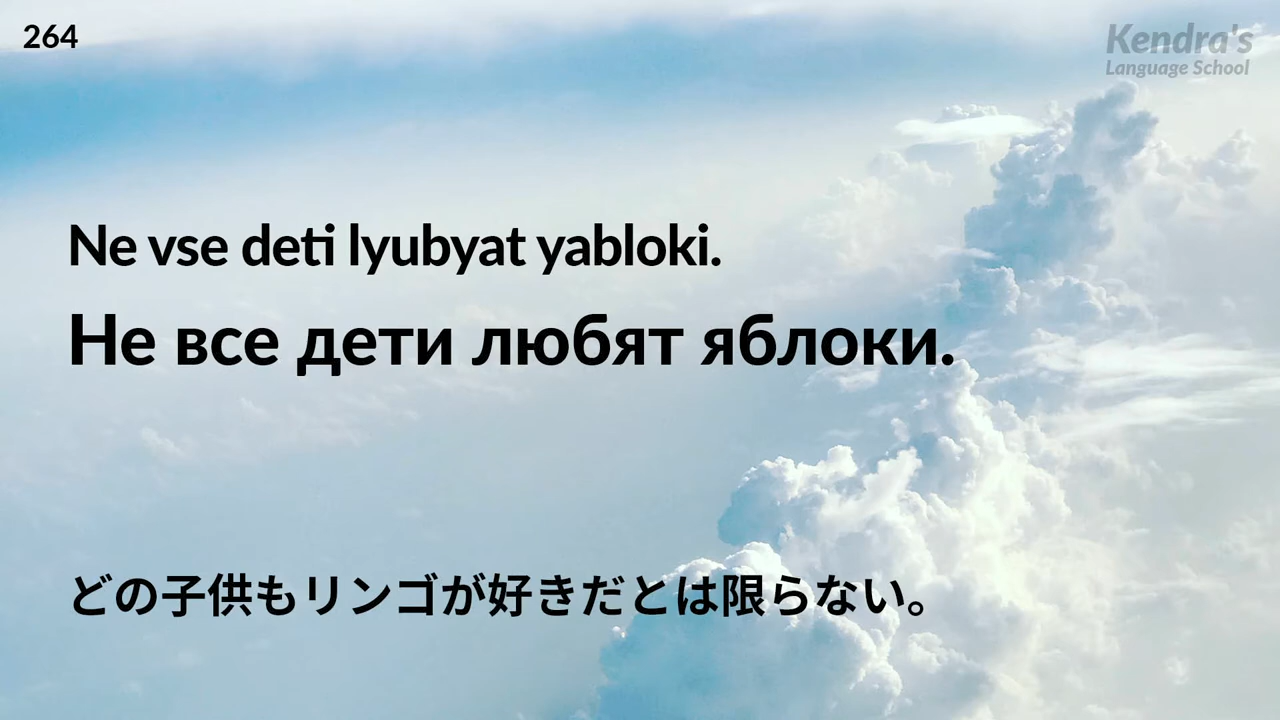 264
Kendra's
Language School
Ne vse deti lyubyat yabloki.
Не все дети любят яблоки.
どの子供もリンゴが好きだとは限らない。